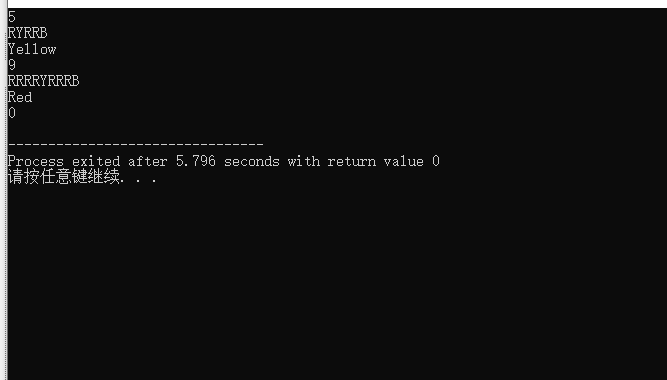 5
RYRRB
Yellow
9
RRRRYRRRB
Red
0
--------------------------------
Process exited after 5.796 seconds with return value 0
请按任意键继续. . .